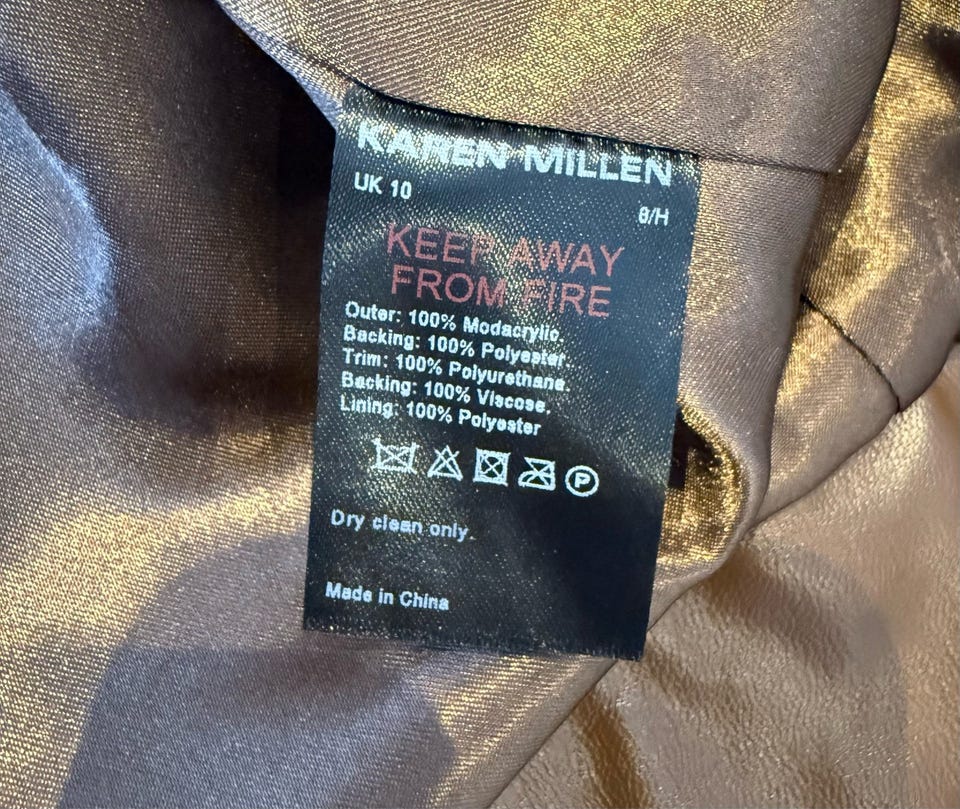 KAREN MILLEN
UK 10
8/H
KEEP AWAY
FROM FIRE
Outer: 100% Modacrylic.
Backing: 100% Polyester.
Trim: 100% Polyurethane.
Backing: 100% Viscose.
Lining: 100% Polyester
P
Dry clean only.
Made in China